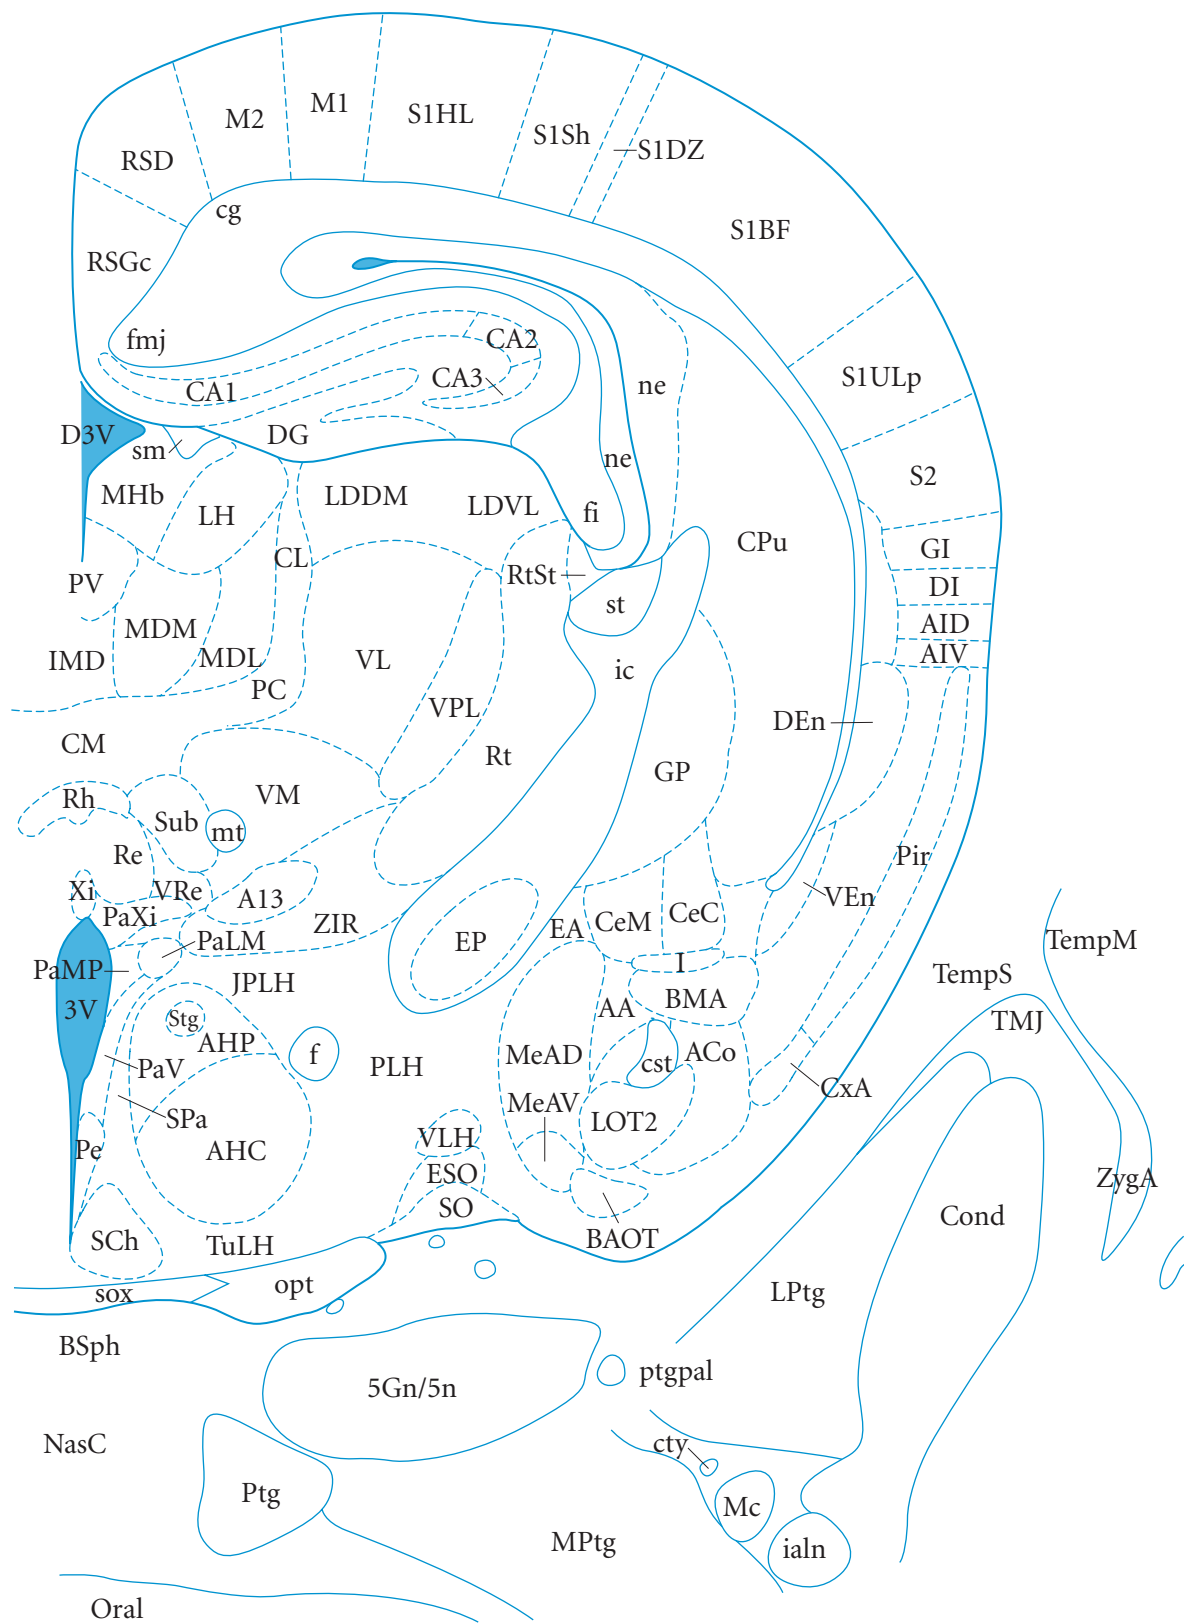 M1
M2
S1HL
S1Sh
S1DZ
RSD
cg
S1BF
RSGc
fmj
CA2
CA3
CA1
ne
S1ULp
D3V
sm
DG
ne
S2
MHb
LH
LDDM
LDVL
fi
CPu
GI
PV
CL
RtSt
st
DI
MDM
AID
IMD
MDL
VL
ic
AIV
PC
VPL
DEn
CM
Rt
GP
Rh
VM
Sub
mt
Re
Pir
Xi
VRe
A13
VEn
PaXi
ZIR
EA
CeM
CeC
PaLM
EP
TempM
PaMP
I
TempS
3V
JPLH
AA
BMA
Stg
TMJ
AHP
f
PLH
MeAD
cst
ACo
PaV
CxA
SPa
MeAV
LOT2
Pe
AHC
VLH
ESO
ZygA
SO
Cond
SCh
TuLH
BAOT
sox
opt
LPtg
BSph
5Gn/5n
ptgpal
NasC
cty
Ptg
Mc
MPtg
ialn
Oral